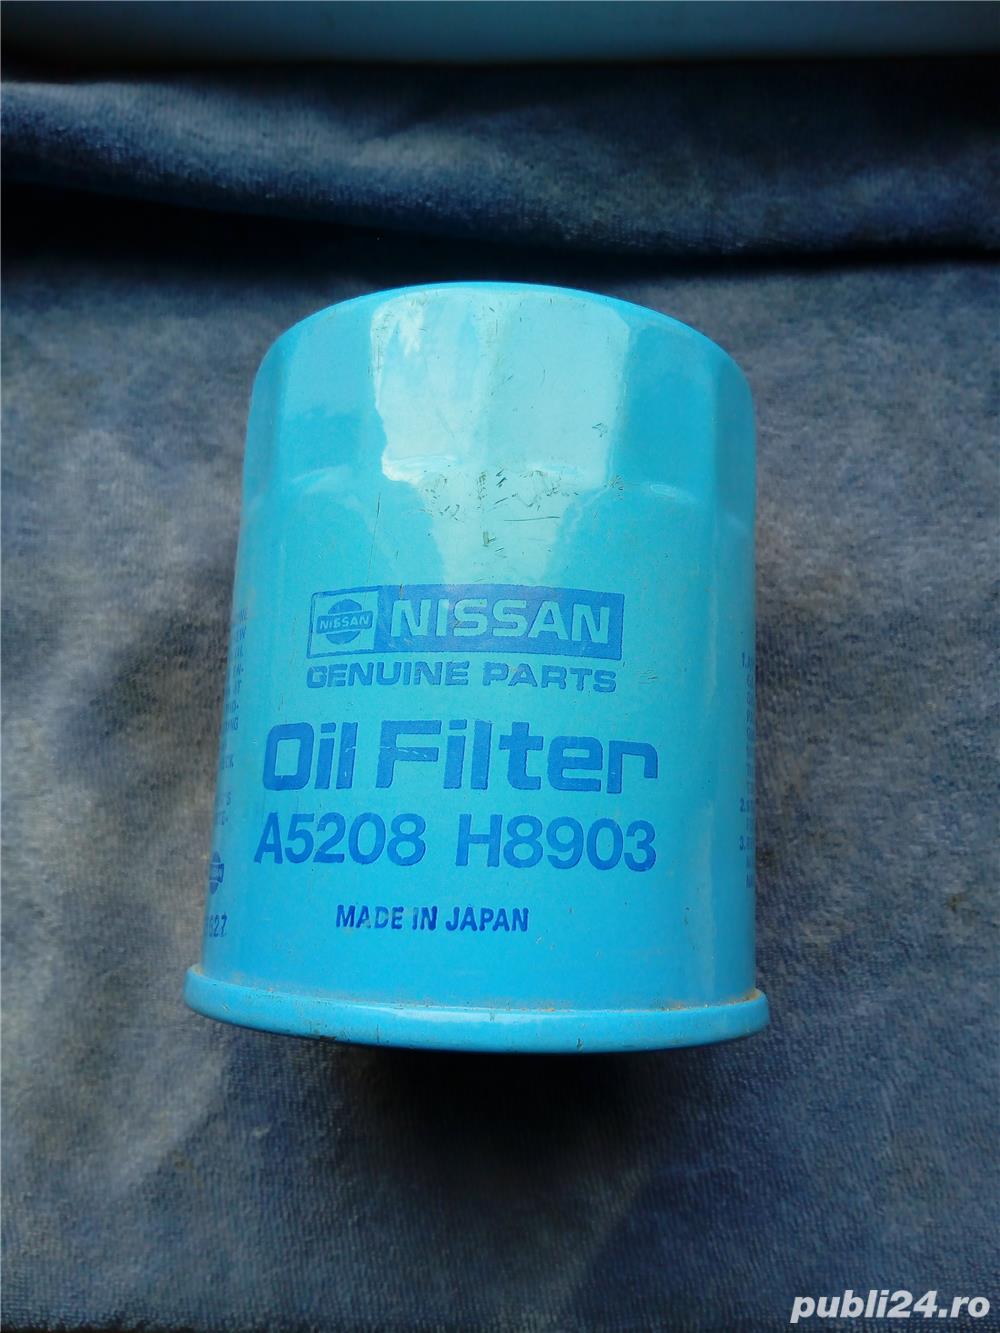 NISSAN NISSAN
GENUINE PARTS
Oil Filter
A5208 H8903
MADE IN JAPAN
publi24.ro